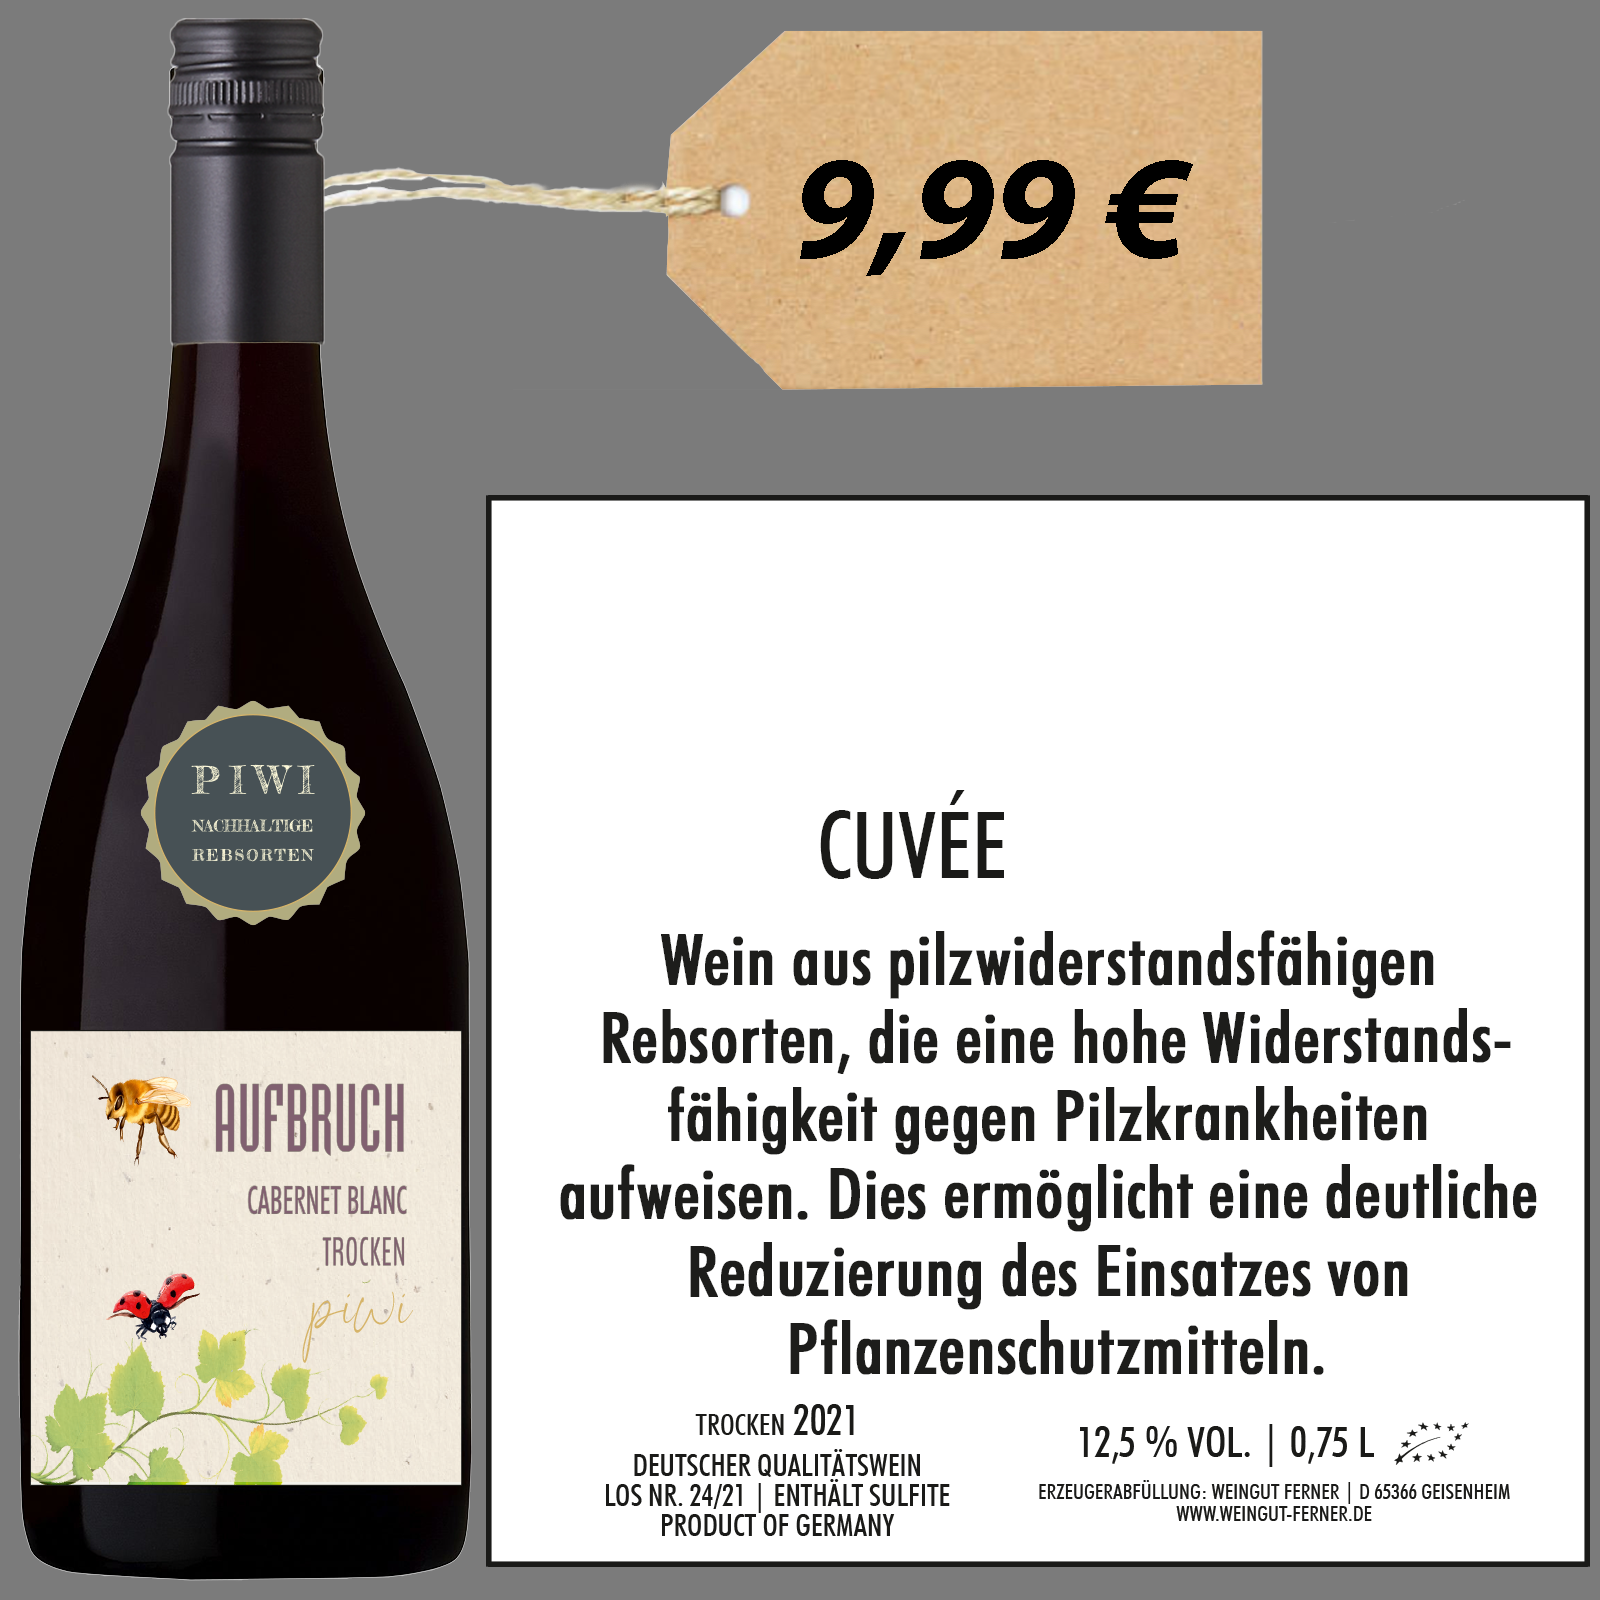 9,99 €
PIWI
NACHHALTIGE
REBSORTEN
AUFBRUCH
CABERNET BLANC
TROCKEN
piwi
CUVÉE
Wein aus pilzwiderstandsfähigen
Rebsorten, die eine hohe Widerstands-
fähigkeit gegen Pilzkrankheiten
aufweisen. Dies ermöglicht eine deutliche
Reduzierung des Einsatzes von
Pflanzenschutzmitteln.
TROCKEN 2021
DEUTSCHER QUALITÄTSWEIN
LOS NR. 24/21 | ENTHÄLT SULFITE
PRODUCT OF GERMANY
12,5 % VOL. | 0,75 L
ERZEUGERABFÜLLUNG: WEINGUT FERNER | D 65366 GEISENHEIM
WWW.WEINGUT-FERNER.DE